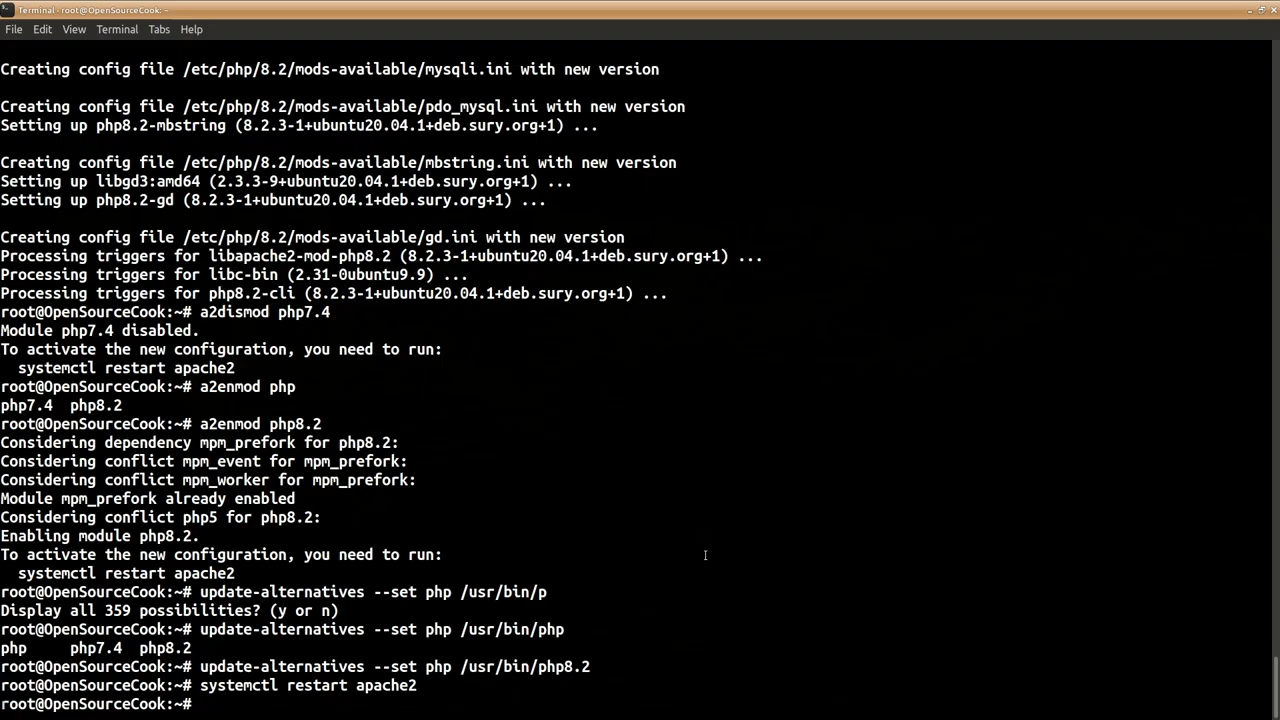 Terminal - root@OpenSourceCook: ~
File Edit View Terminal Tabs Help
Creating config file /etc/php/8.2/mods-available/mysqli.ini with new version
Creating config file /etc/php/8.2/mods-available/pdo_mysql.ini with new version
Setting up php8.2-mbstring (8.2.3-1+ubuntu20.04.1+deb.sury.org+1) ...
Creating config file /etc/php/8.2/mods-available/mbstring.ini with new version
Setting up libgd3:amd64 (2.3.3-9+ubuntu20.04.1+deb.sury.org+1) ...
Setting up php8.2-gd (8.2.3-1+ubuntu20.04.1+deb.sury.org+1) ...
Creating config file /etc/php/8.2/mods-available/gd.ini with new version
Processing triggers for libapache2-mod-php8.2 (8.2.3-1+ubuntu20.04.1+deb.sury.org+1) ...
Processing triggers for libc-bin (2.31-0ubuntu9.9) ...
Processing triggers for php8.2-cli (8.2.3-1+ubuntu20.04.1+deb.sury.org+1) ...
root@OpenSourceCook:~# a2dismod php7.4
Module php7.4 disabled.
To activate the new configuration, you need to run:
  systemctl restart apache2
root@OpenSourceCook:~# a2enmod php
php7.4  php8.2
root@OpenSourceCook:~# a2enmod php8.2
Considering dependency mpm_prefork for php8.2:
Considering conflict mpm_event for mpm_prefork:
Considering conflict mpm_worker for mpm_prefork:
Module mpm_prefork already enabled
Considering conflict php5 for php8.2:
Enabling module php8.2.
To activate the new configuration, you need to run:
  systemctl restart apache2
root@OpenSourceCook:~# update-alternatives --set php /usr/bin/p
Display all 359 possibilities? (y or n)
root@OpenSourceCook:~# update-alternatives --set php /usr/bin/php
php     php7.4  php8.2
root@OpenSourceCook:~# update-alternatives --set php /usr/bin/php8.2
root@OpenSourceCook:~# systemctl restart apache2
root@OpenSourceCook:~#